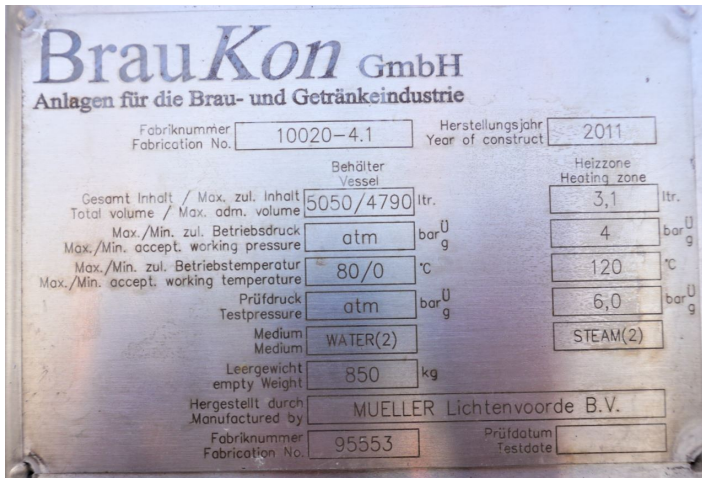 BrauKon GmbH
Anlagen für die Brau- und Getränkeindustrie
Fabriknummer Herstellungsjahr
Fabrication No. 10020-4.1 Year of construct 2011
Behälter Heizzone
Vessel Heating zone
Gesamt Inhalt / Max. zul. Inhalt
Total volume / Max. adm. volume 5050/4790 ltr. 3,1 ltr.
Max./Min. zul. Betriebsdruck
Max./Min. accept. working pressure atm bar Ü g 4 bar Ü g
Max./Min. zul. Betriebstemperatur
Max./Min. accept. working temperature 80/0 °C 120 °C
Prüfdruck
Testpressure atm bar Ü g 6,0 bar Ü g
Medium
Medium WATER(2) STEAM(2)
Leergewicht
empty Weight 850 kg
Hergestellt durch
Manufactured by MUELLER Lichtenvoorde B.V.
Fabriknummer Prüfdatum
Fabrication No. 95553 Testdate